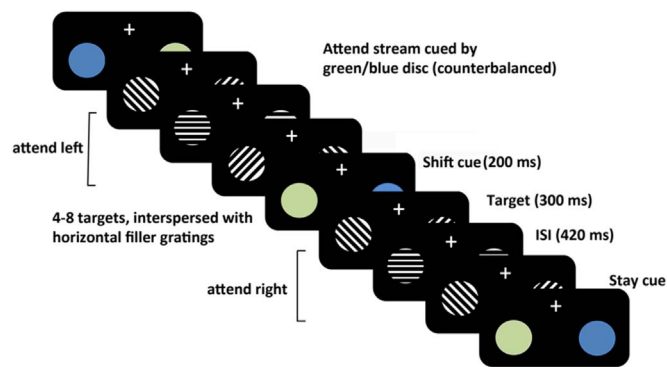 Attend stream cued by
green/blue disc (counterbalanced)
attend left
Shift cue (200 ms)
4-8 targets, interspersed with
horizontal filler gratings
Target (300 ms)
ISI (420 ms)
attend right
Stay cue